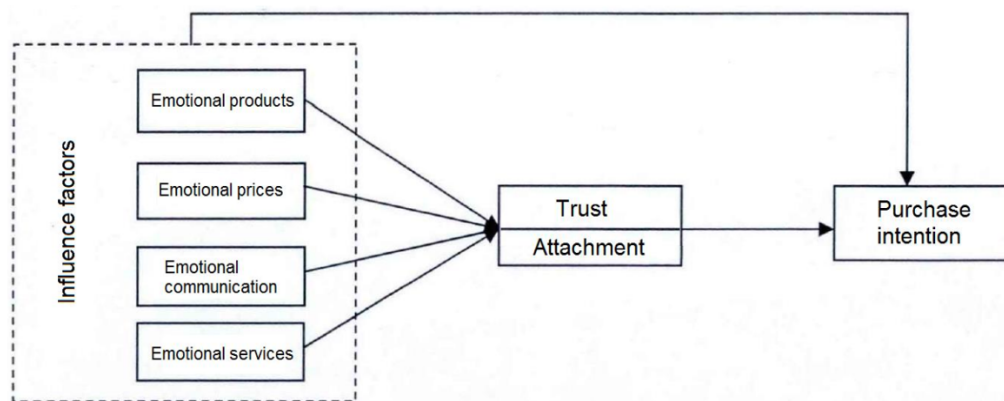 Influence factors
Emotional products
Emotional prices
Emotional
communication
Emotional services
Trust
Attachment
Purchase
intention